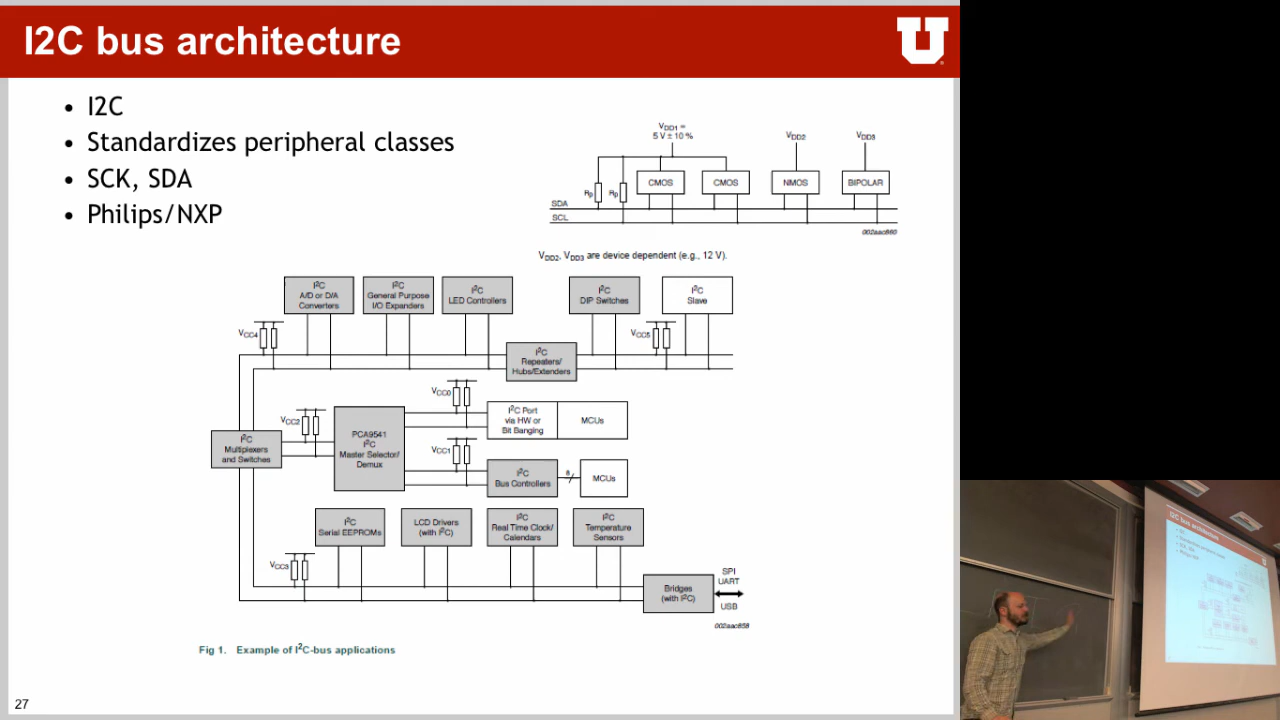 I2C bus architecture
U
• I2C
• Standardizes peripheral classes
• SCK, SDA
• Philips/NXP
VDD1 =
5 V ± 10 %
VDD2
VDD3
Rp
Rp
CMOS
CMOS
NMOS
BIPOLAR
SDA
SCL
002aac860
VDD2, VDD3 are device dependent (e.g., 12 V).
I²C
A/D or D/A
Converters
I²C
General Purpose
I/O Expanders
I²C
LED Controllers
I²C
DIP Switches
I²C
Slave
VCC4
VCC5
I²C
Repeaters/
Hubs/Extenders
VCC0
VCC2
PCA9541
I²C
Master Selector/
Demux
I²C Port
via HW or
Bit Banging
MCUs
I²C
Multiplexers
and Switches
VCC1
I²C
Bus Controllers
8
MCUs
I²C
Serial EEPROMs
LCD Drivers
(with I²C)
I²C
Real Time Clock/
Calendars
I²C
Temperature
Sensors
VCC3
Bridges
(with I²C)
SPI
UART
USB
002aac858
Fig 1. Example of I²C-bus applications
27
I2C bus architecture